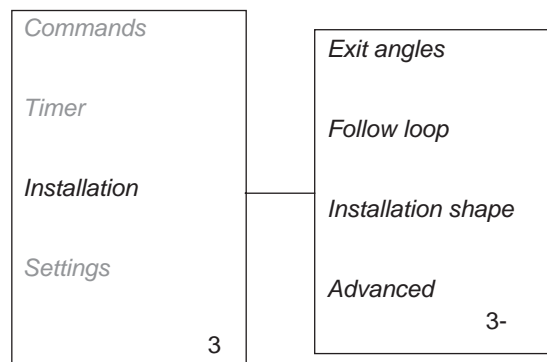 Commands
Timer
Installation
Settings
3
Exit angles
Follow loop
Installation shape
Advanced
3-